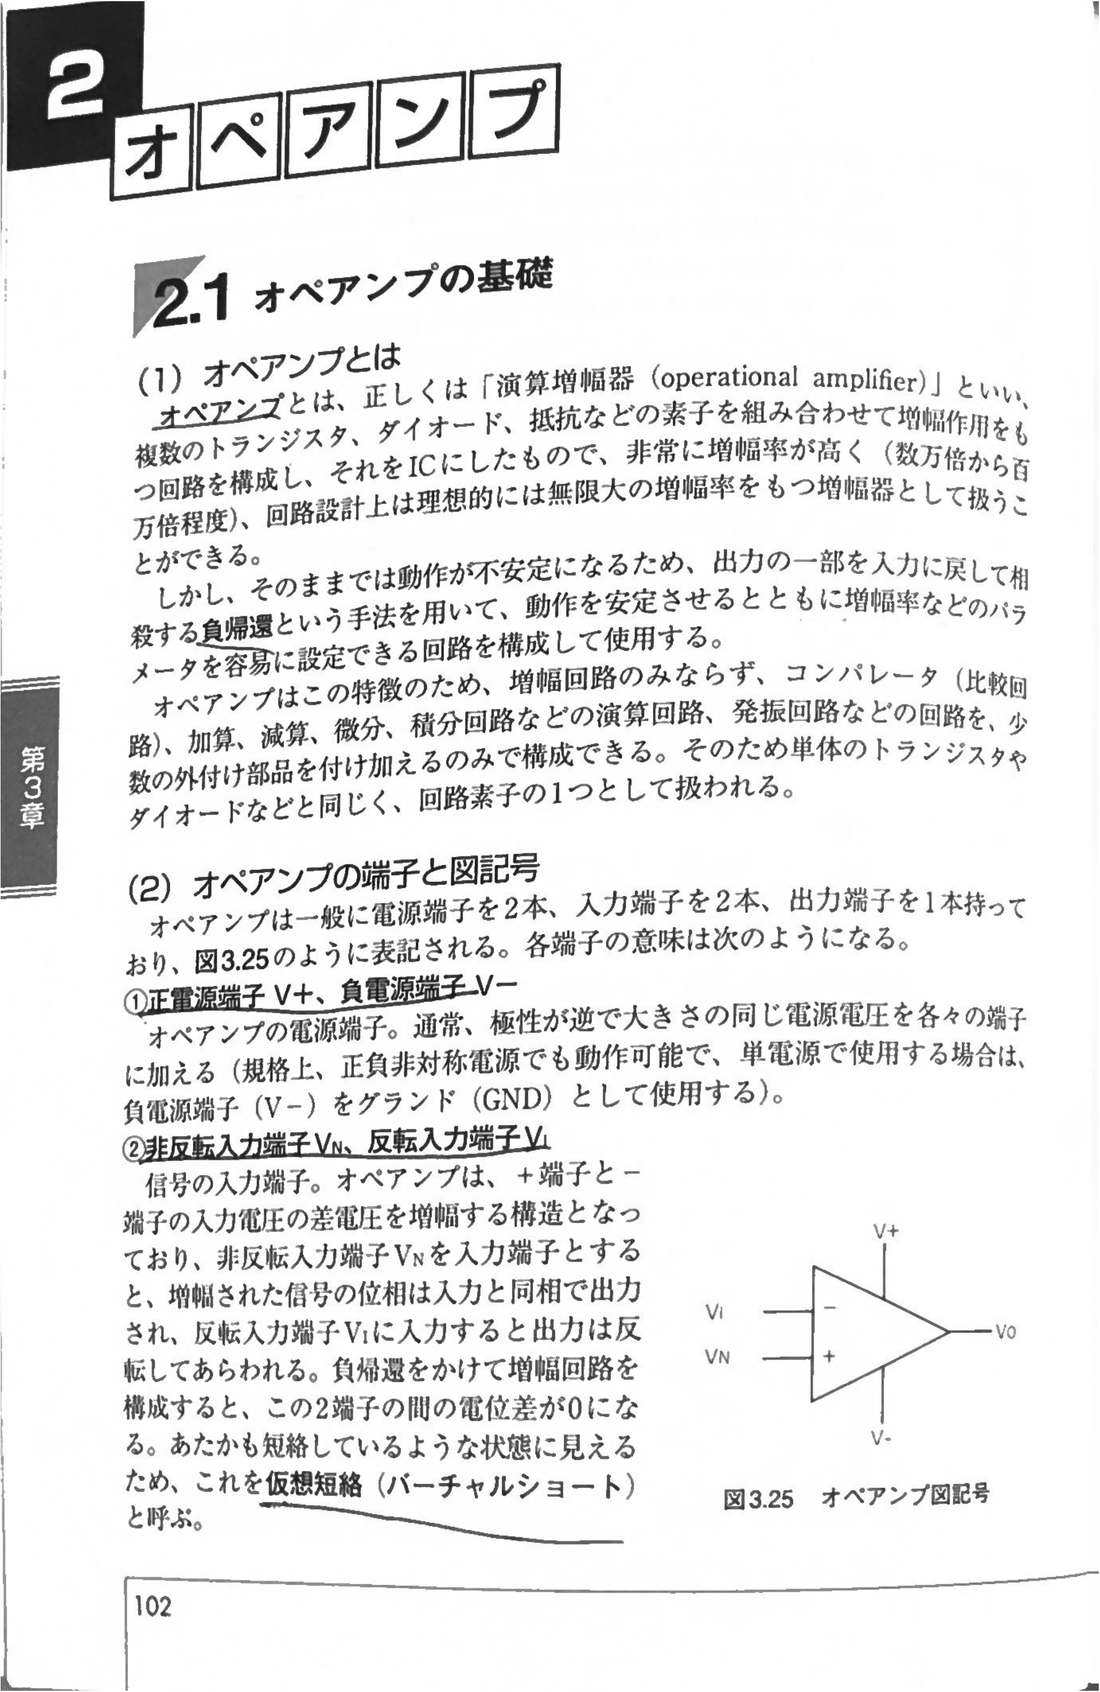 2
オペアンプ
2.1 オペアンプの基礎
(1) オペアンプとは
オペアンプとは、正しくは「演算増幅器（operational amplifier）」といい、
複数のトランジスタ、ダイオード、抵抗などの素子を組み合わせて増幅作用をも
つ回路を構成し、それをICにしたもので、非常に増幅率が高く（数万倍から百
万倍程度）、回路設計上は理想的には無限大の増幅率をもつ増幅器として扱うこ
とができる。
しかし、そのままでは動作が不安定になるため、出力の一部を入力に戻して相
殺する負帰還という手法を用いて、動作を安定させるとともに増幅率などのパラ
メータを容易に設定できる回路を構成して使用する。
オペアンプはこの特徴のため、増幅回路のみならず、コンパレータ（比較回
路）、加算、減算、微分、積分回路などの演算回路、発振回路などの回路を、少
数の外付け部品を付け加えるのみで構成できる。そのため単体のトランジスタや
ダイオードなどと同じく、回路素子の1つとして扱われる。
第3章
(2) オペアンプの端子と図記号
オペアンプは一般に電源端子を2本、入力端子を2本、出力端子を1本持って
おり、図3.25のように表記される。各端子の意味は次のようになる。
①正電源端子 V＋、負電源端子 V－
オペアンプの電源端子。通常、極性が逆で大きさの同じ電源電圧を各々の端子
に加える（規格上、正負非対称電源でも動作可能で、単電源で使用する場合は、
負電源端子（V－）をグランド（GND）として使用する）。
②非反転入力端子VN、反転入力端子VI
信号の入力端子。オペアンプは、＋端子と－
端子の入力電圧の差電圧を増幅する構造となっ
ており、非反転入力端子VNを入力端子とする
と、増幅された信号の位相は入力と同相で出力
され、反転入力端子VIに入力すると出力は反
転してあらわれる。負帰還をかけて増幅回路を
構成すると、この2端子の間の電位差が0にな
る。あたかも短絡しているような状態に見える
ため、これを仮想短絡（バーチャルショート）
と呼ぶ。
V+
VI
－
VO
VN
＋
V-
図3.25 オペアンプ図記号
102